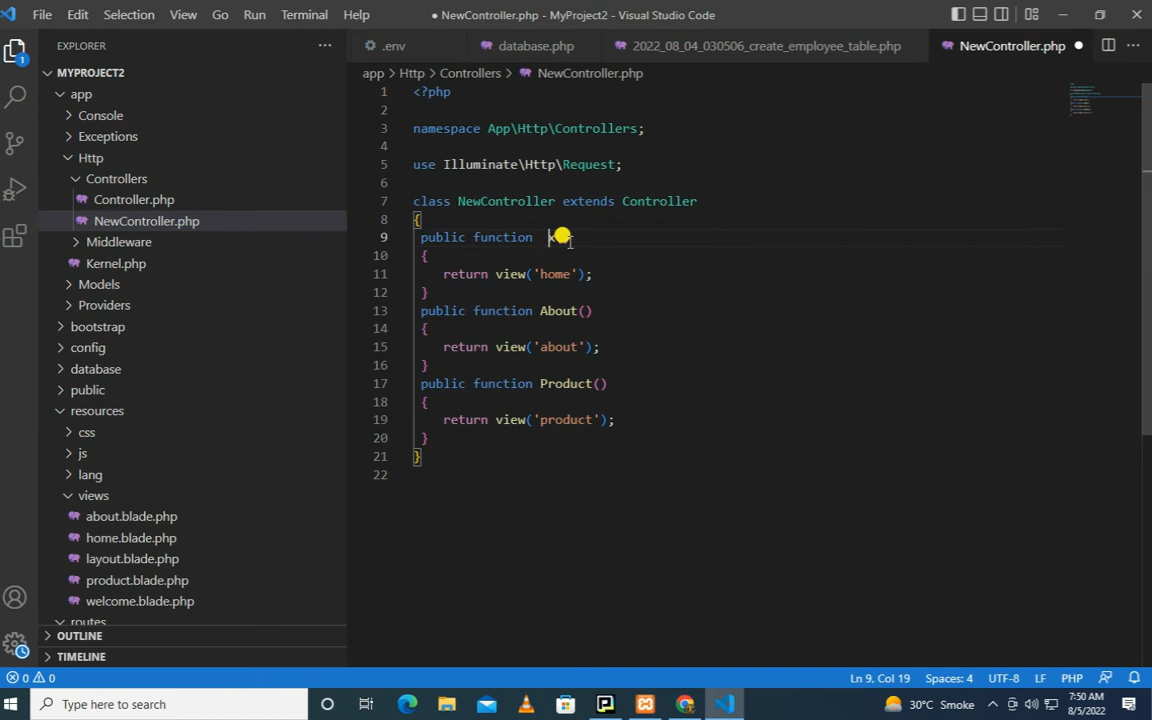 File Edit Selection View Go Run Terminal Help
● NewController.php - MyProject2 - Visual Studio Code
EXPLORER
.env
database.php
2022_08_04_030506_create_employee_table.php
NewController.php
MYPROJECT2
app > Http > Controllers > NewController.php
app
Console
Exceptions
Http
Controllers
Controller.php
NewController.php
Middleware
Kernel.php
Models
Providers
bootstrap
config
database
public
resources
css
js
lang
views
about.blade.php
home.blade.php
layout.blade.php
product.blade.php
welcome.blade.php
routes
OUTLINE
TIMELINE
1 <?php
2
3 namespace App\Http\Controllers;
4
5 use Illuminate\Http\Request;
6
7 class NewController extends Controller
8 {
9 public function
10 {
11 return view('home');
12 }
13 public function About()
14 {
15 return view('about');
16 }
17 public function Product()
18 {
19 return view('product');
20 }
21 }
22
0 0
Ln 9, Col 19 Spaces: 4 UTF-8 LF PHP
1
Type here to search
30°C Smoke
7:50 AM
8/5/2022